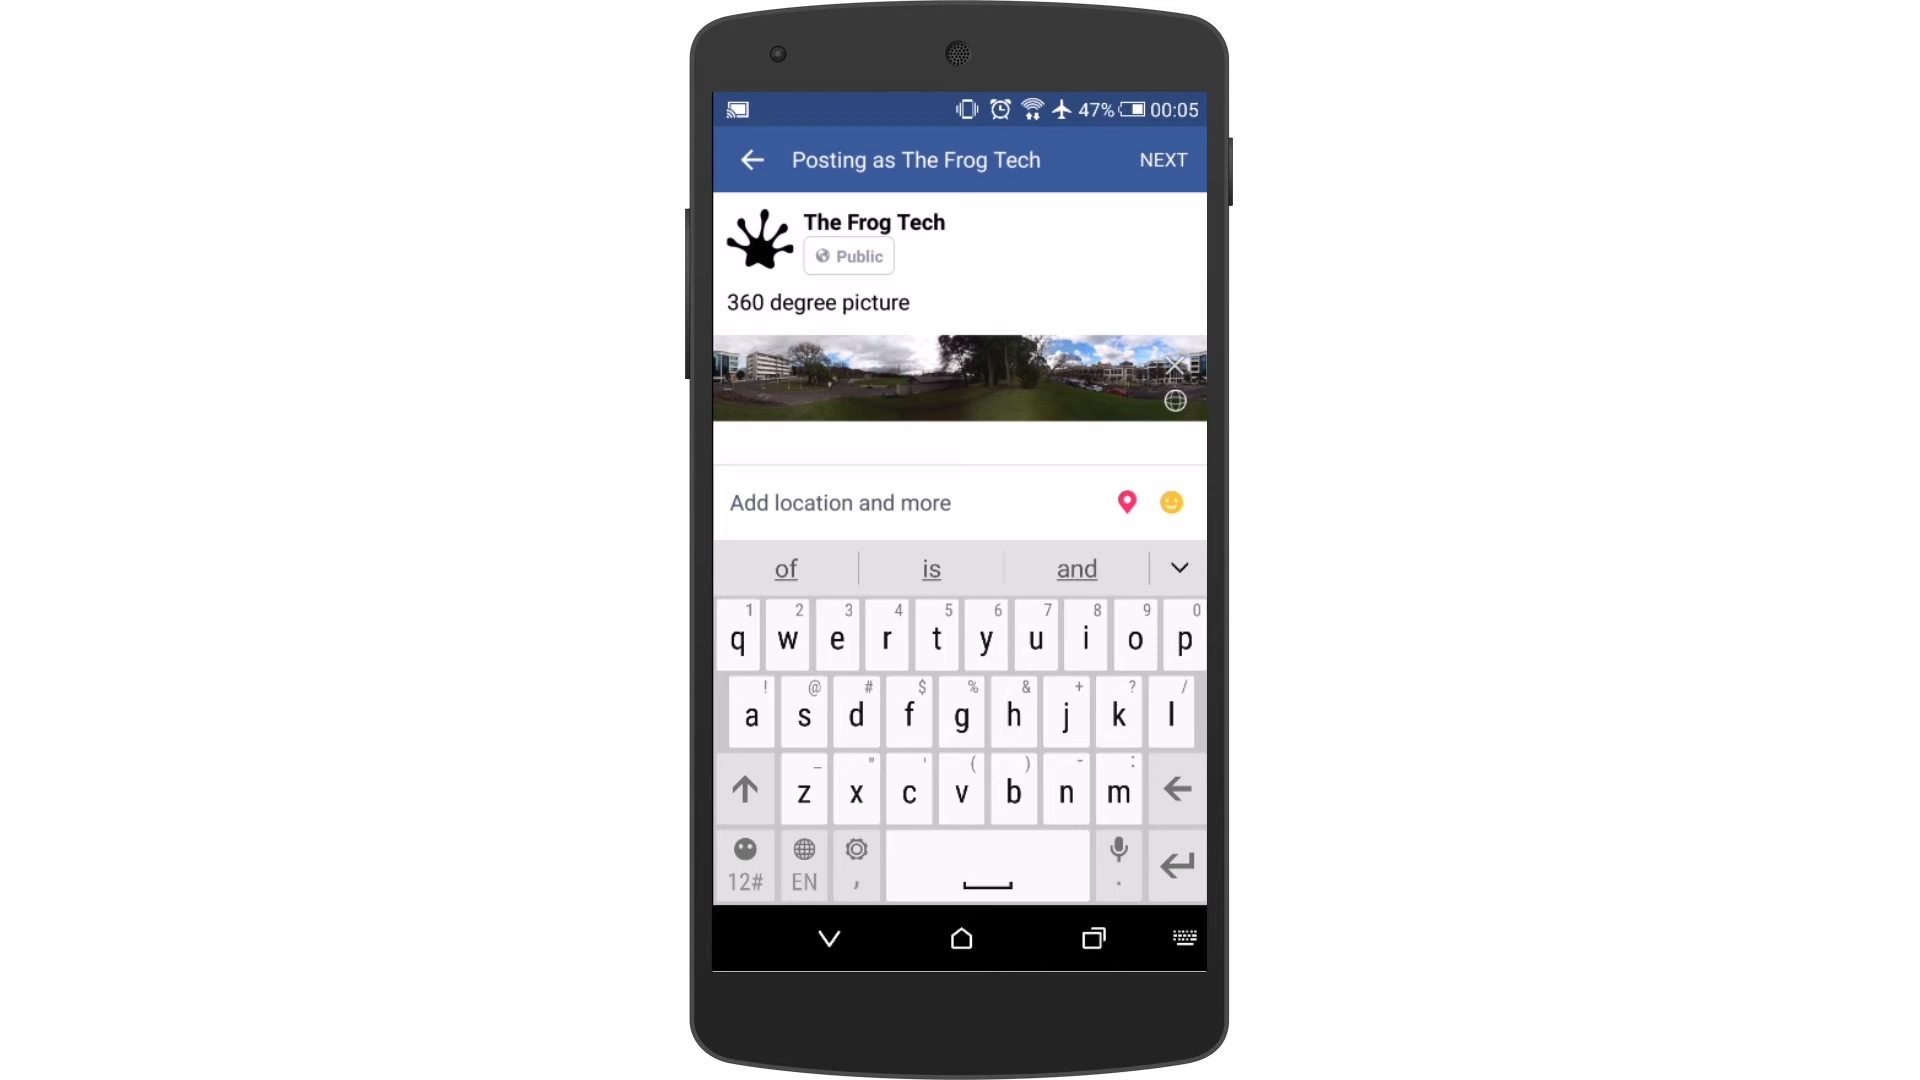 47% 00:05
Posting as The Frog Tech NEXT
The Frog Tech
Public
360 degree picture
Add location and more
of is and
1 2 3 4 5 6 7 8 9 0
q w e r t y u i o p
! @ # $ % & + ? /
a s d f g h j k l
_ " ' ( ) - :
z x c v b n m
12# EN , .